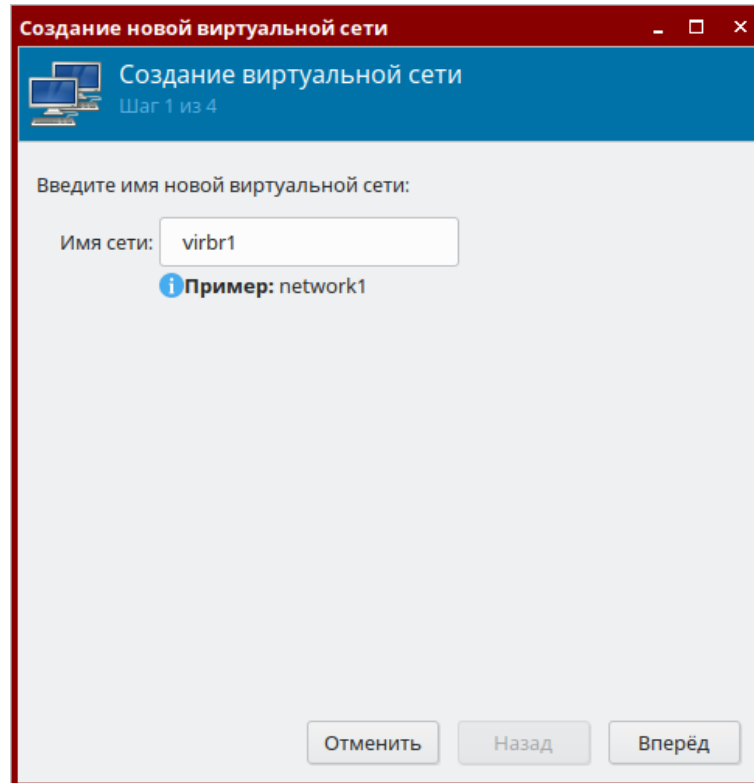 Создание новой виртуальной сети
Создание виртуальной сети
Шаг 1 из 4
Введите имя новой виртуальной сети:
Имя сети: virbr1
Пример: network1
Отменить Назад Вперёд